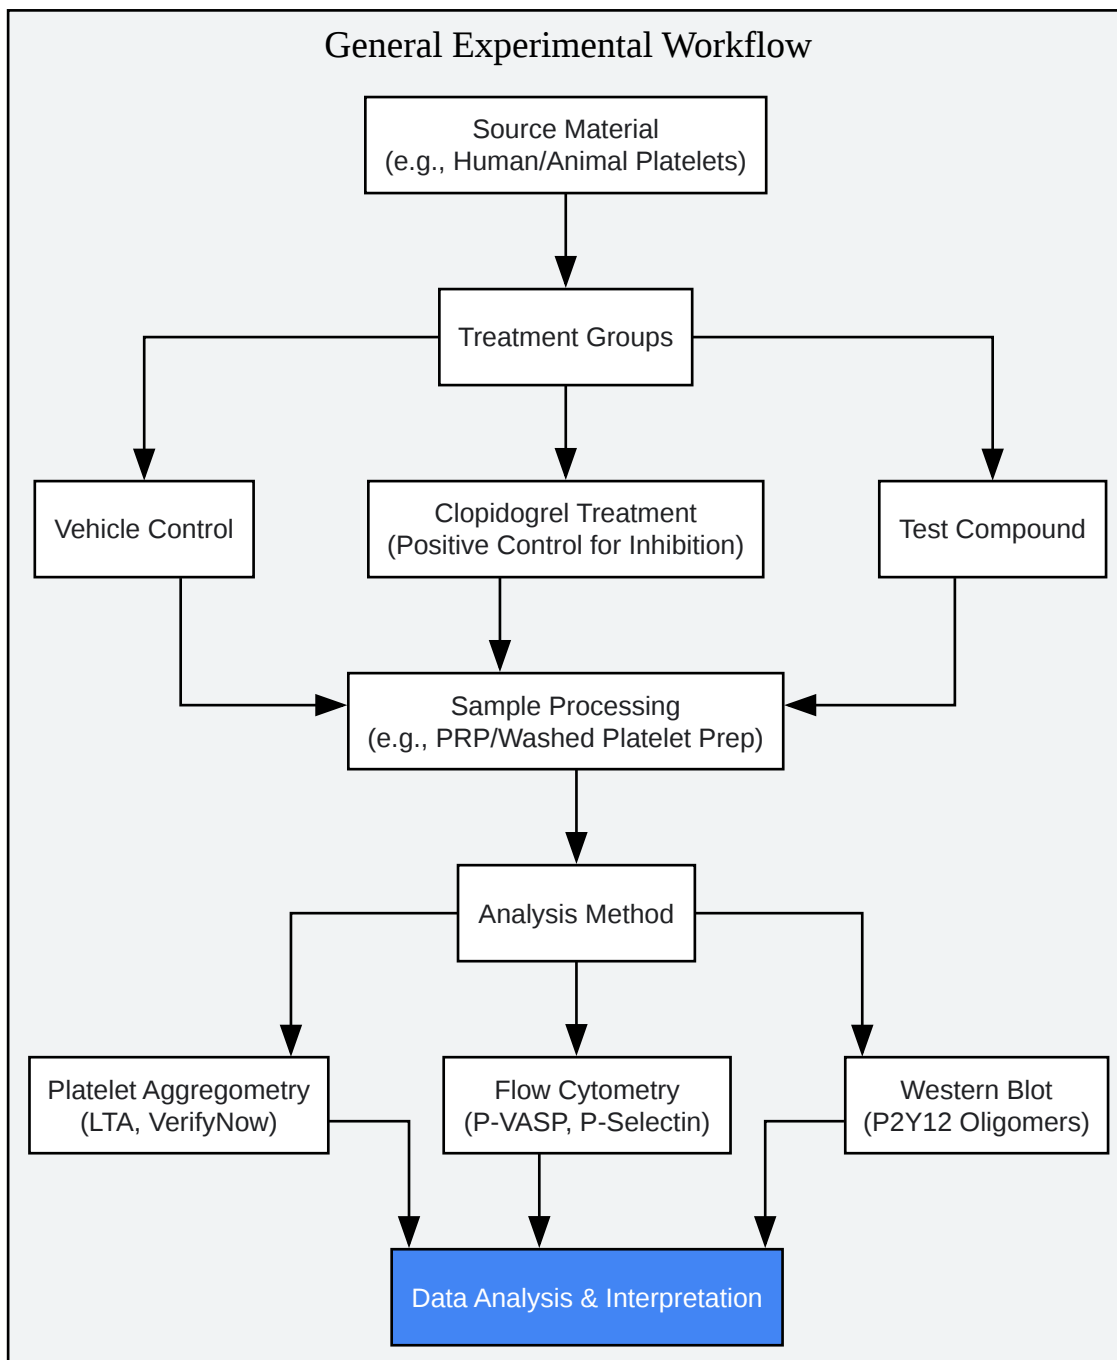 General Experimental Workflow
Source Material
(e.g., Human/Animal Platelets)
Treatment Groups
Vehicle Control
Clopidogrel Treatment
(Positive Control for Inhibition)
Test Compound
Sample Processing
(e.g., PRP/Washed Platelet Prep)
Analysis Method
Platelet Aggregometry
(LTA, VerifyNow)
Flow Cytometry
(P-VASP, P-Selectin)
Western Blot
(P2Y12 Oligomers)
Data Analysis & Interpretation